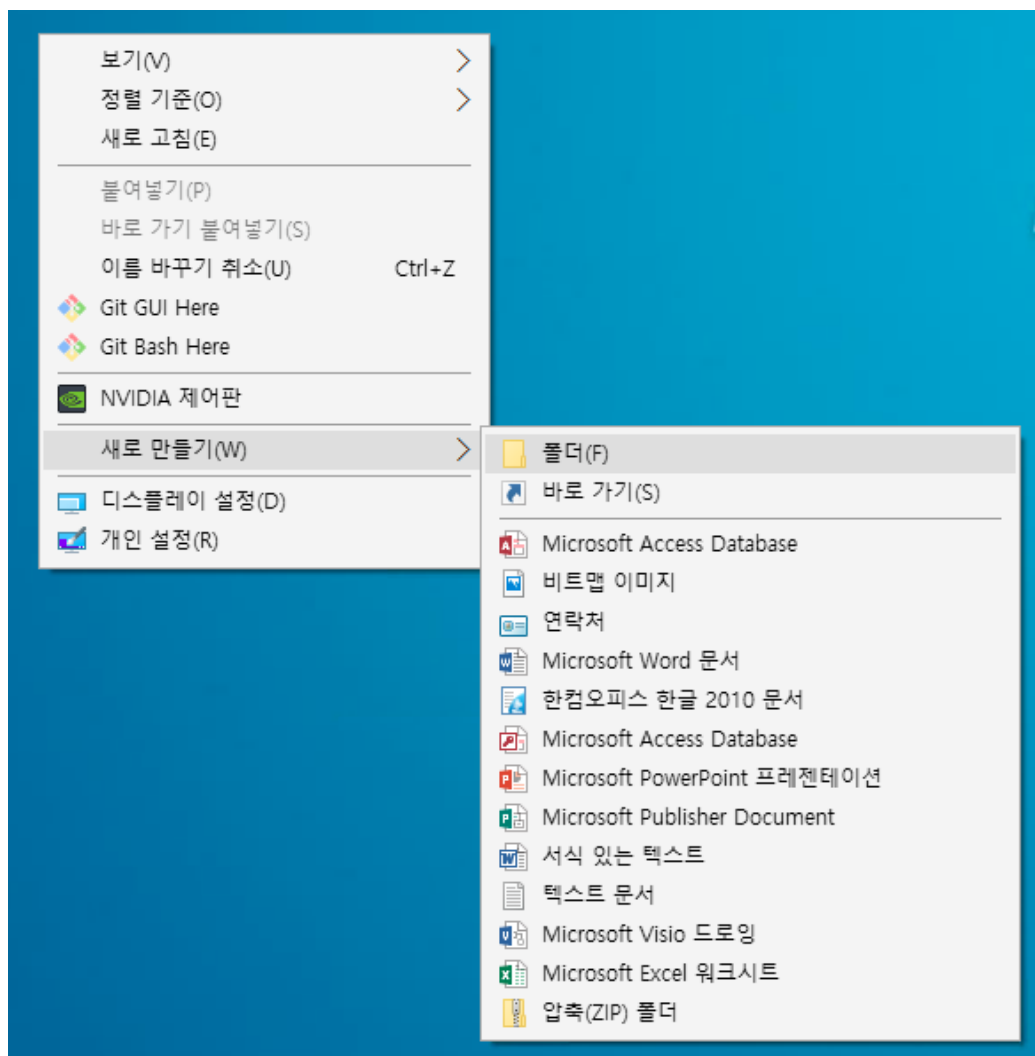 보기(V)
정렬 기준(O)
새로 고침(E)
붙여넣기(P)
바로 가기 붙여넣기(S)
이름 바꾸기 취소(U) Ctrl+Z
Git GUI Here
Git Bash Here
NVIDIA 제어판
새로 만들기(W)
디스플레이 설정(D)
개인 설정(R)
폴더(F)
바로 가기(S)
Microsoft Access Database
비트맵 이미지
연락처
Microsoft Word 문서
한컴오피스 한글 2010 문서
Microsoft Access Database
Microsoft PowerPoint 프레젠테이션
Microsoft Publisher Document
서식 있는 텍스트
텍스트 문서
Microsoft Visio 드로잉
Microsoft Excel 워크시트
압축(ZIP) 폴더